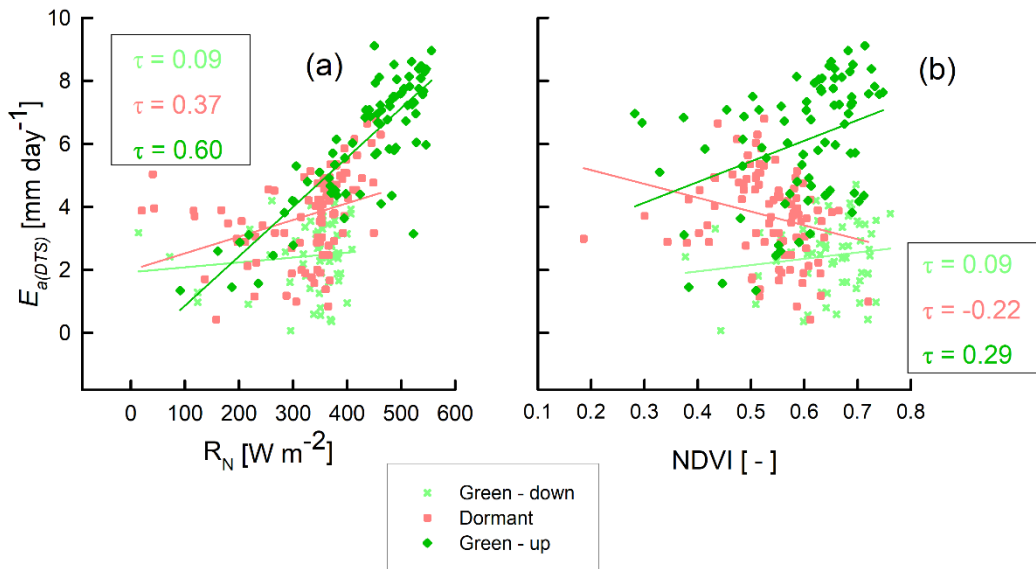 10
8
6
4
2
0
E a(DTS) [mm day⁻¹]
τ = 0.09
τ = 0.37
τ = 0.60
(a)
0 100 200 300 400 500 600
R_N [W m⁻²]
(b)
τ = 0.09
τ = -0.22
τ = 0.29
0.1 0.2 0.3 0.4 0.5 0.6 0.7 0.8
NDVI [ - ]
Green - down
Dormant
Green - up